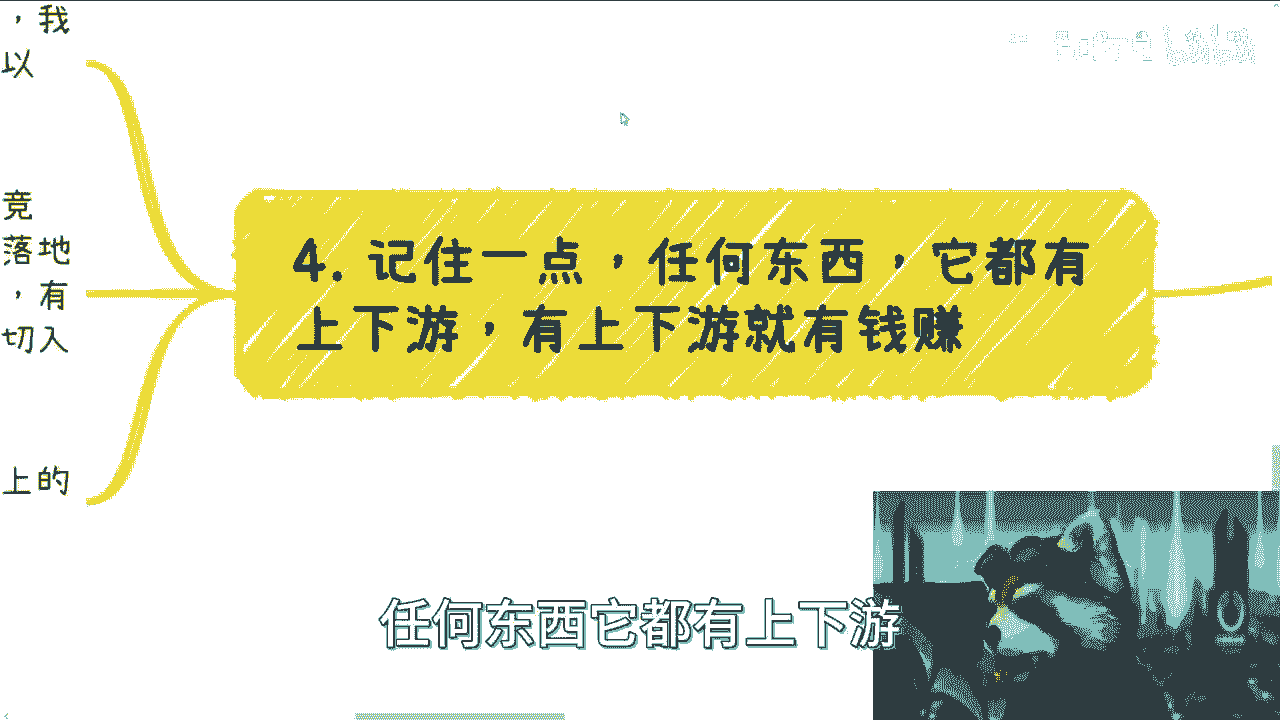 ，我
以
竞
落地
，有
切入
上的
4. 记住一点，任何东西，它都有
上下游，有上下游就有钱赚
任何东西它都有上下游